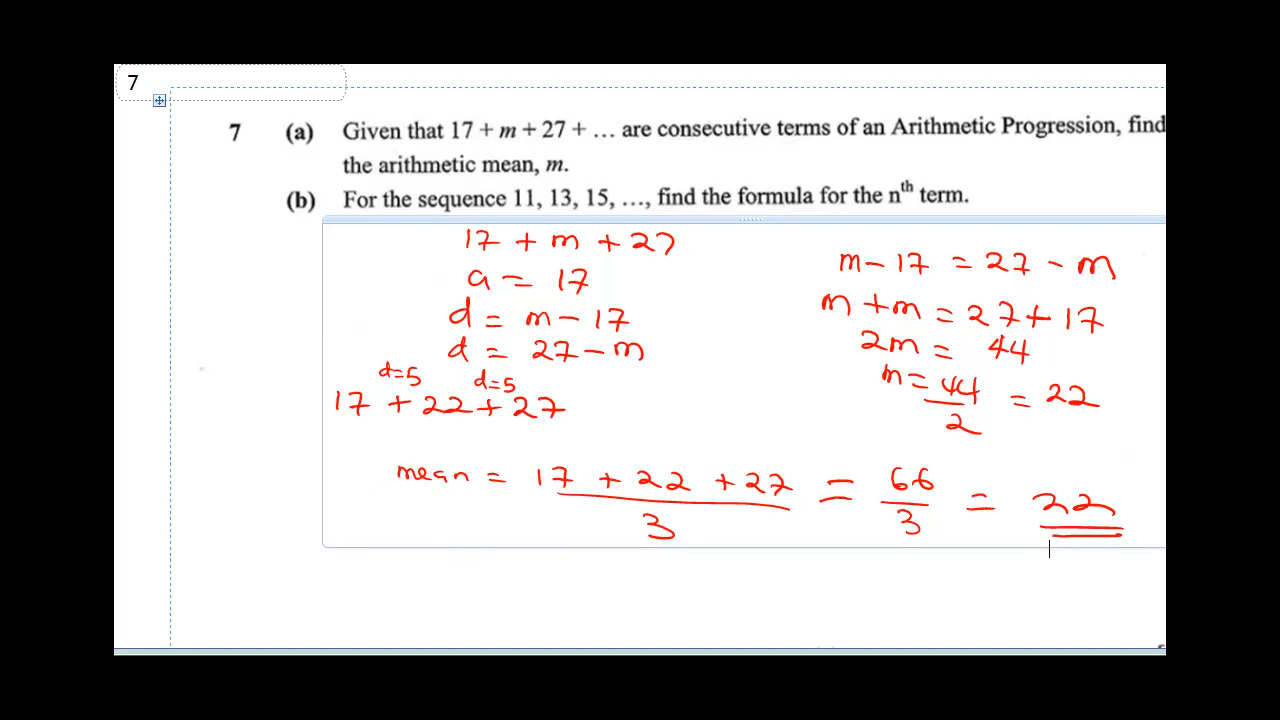 7
7 (a) Given that 17 + m + 27 + … are consecutive terms of an Arithmetic Progression, find
the arithmetic mean, m.
(b) For the sequence 11, 13, 15, …, find the formula for the nth term.
17 + m + 27
a = 17
d = m - 17
d = 27 - m
d=5 d=5
17 + 22 + 27
m - 17 = 27 - m
m + m = 27 + 17
2m = 44
m = 44/2 = 22
mean = 17 + 22 + 27 / 3 = 66/3 = 22